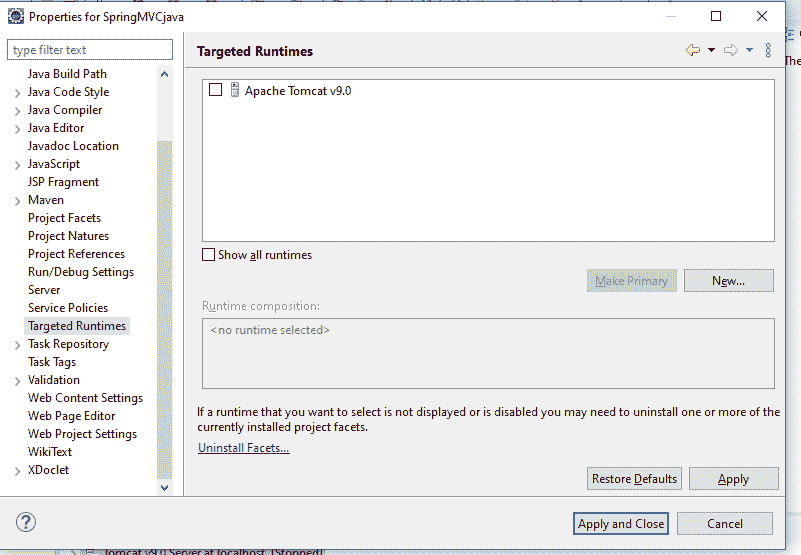 Properties for SpringMVCjava
type filter text
Java Build Path
Java Code Style
Java Compiler
Java Editor
Javadoc Location
JavaScript
JSP Fragment
Maven
Project Facets
Project Natures
Project References
Run/Debug Settings
Server
Service Policies
Targeted Runtimes
Task Repository
Task Tags
Validation
Web Content Settings
Web Page Editor
Web Project Settings
WikiText
XDoclet
Targeted Runtimes
Apache Tomcat v9.0
Show all runtimes
Make Primary
New...
Runtime composition:
<no runtime selected>
If a runtime that you want to select is not displayed or is disabled you may need to uninstall one or more of the
currently installed project facets.
Uninstall Facets...
Restore Defaults
Apply
Apply and Close
Cancel
The
Tomcat v9.0 Server at localhost [Stopped]